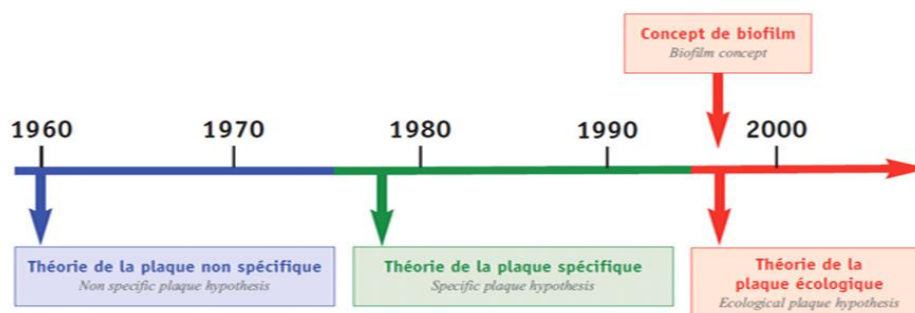 Concept de biofilm
Biofilm concept
1960 1970 1980 1990 2000
Théorie de la plaque non spécifique
Non specific plaque hypothesis
Théorie de la plaque spécifique
Specific plaque hypothesis
Théorie de la
plaque écologique
Ecological plaque hypothesis